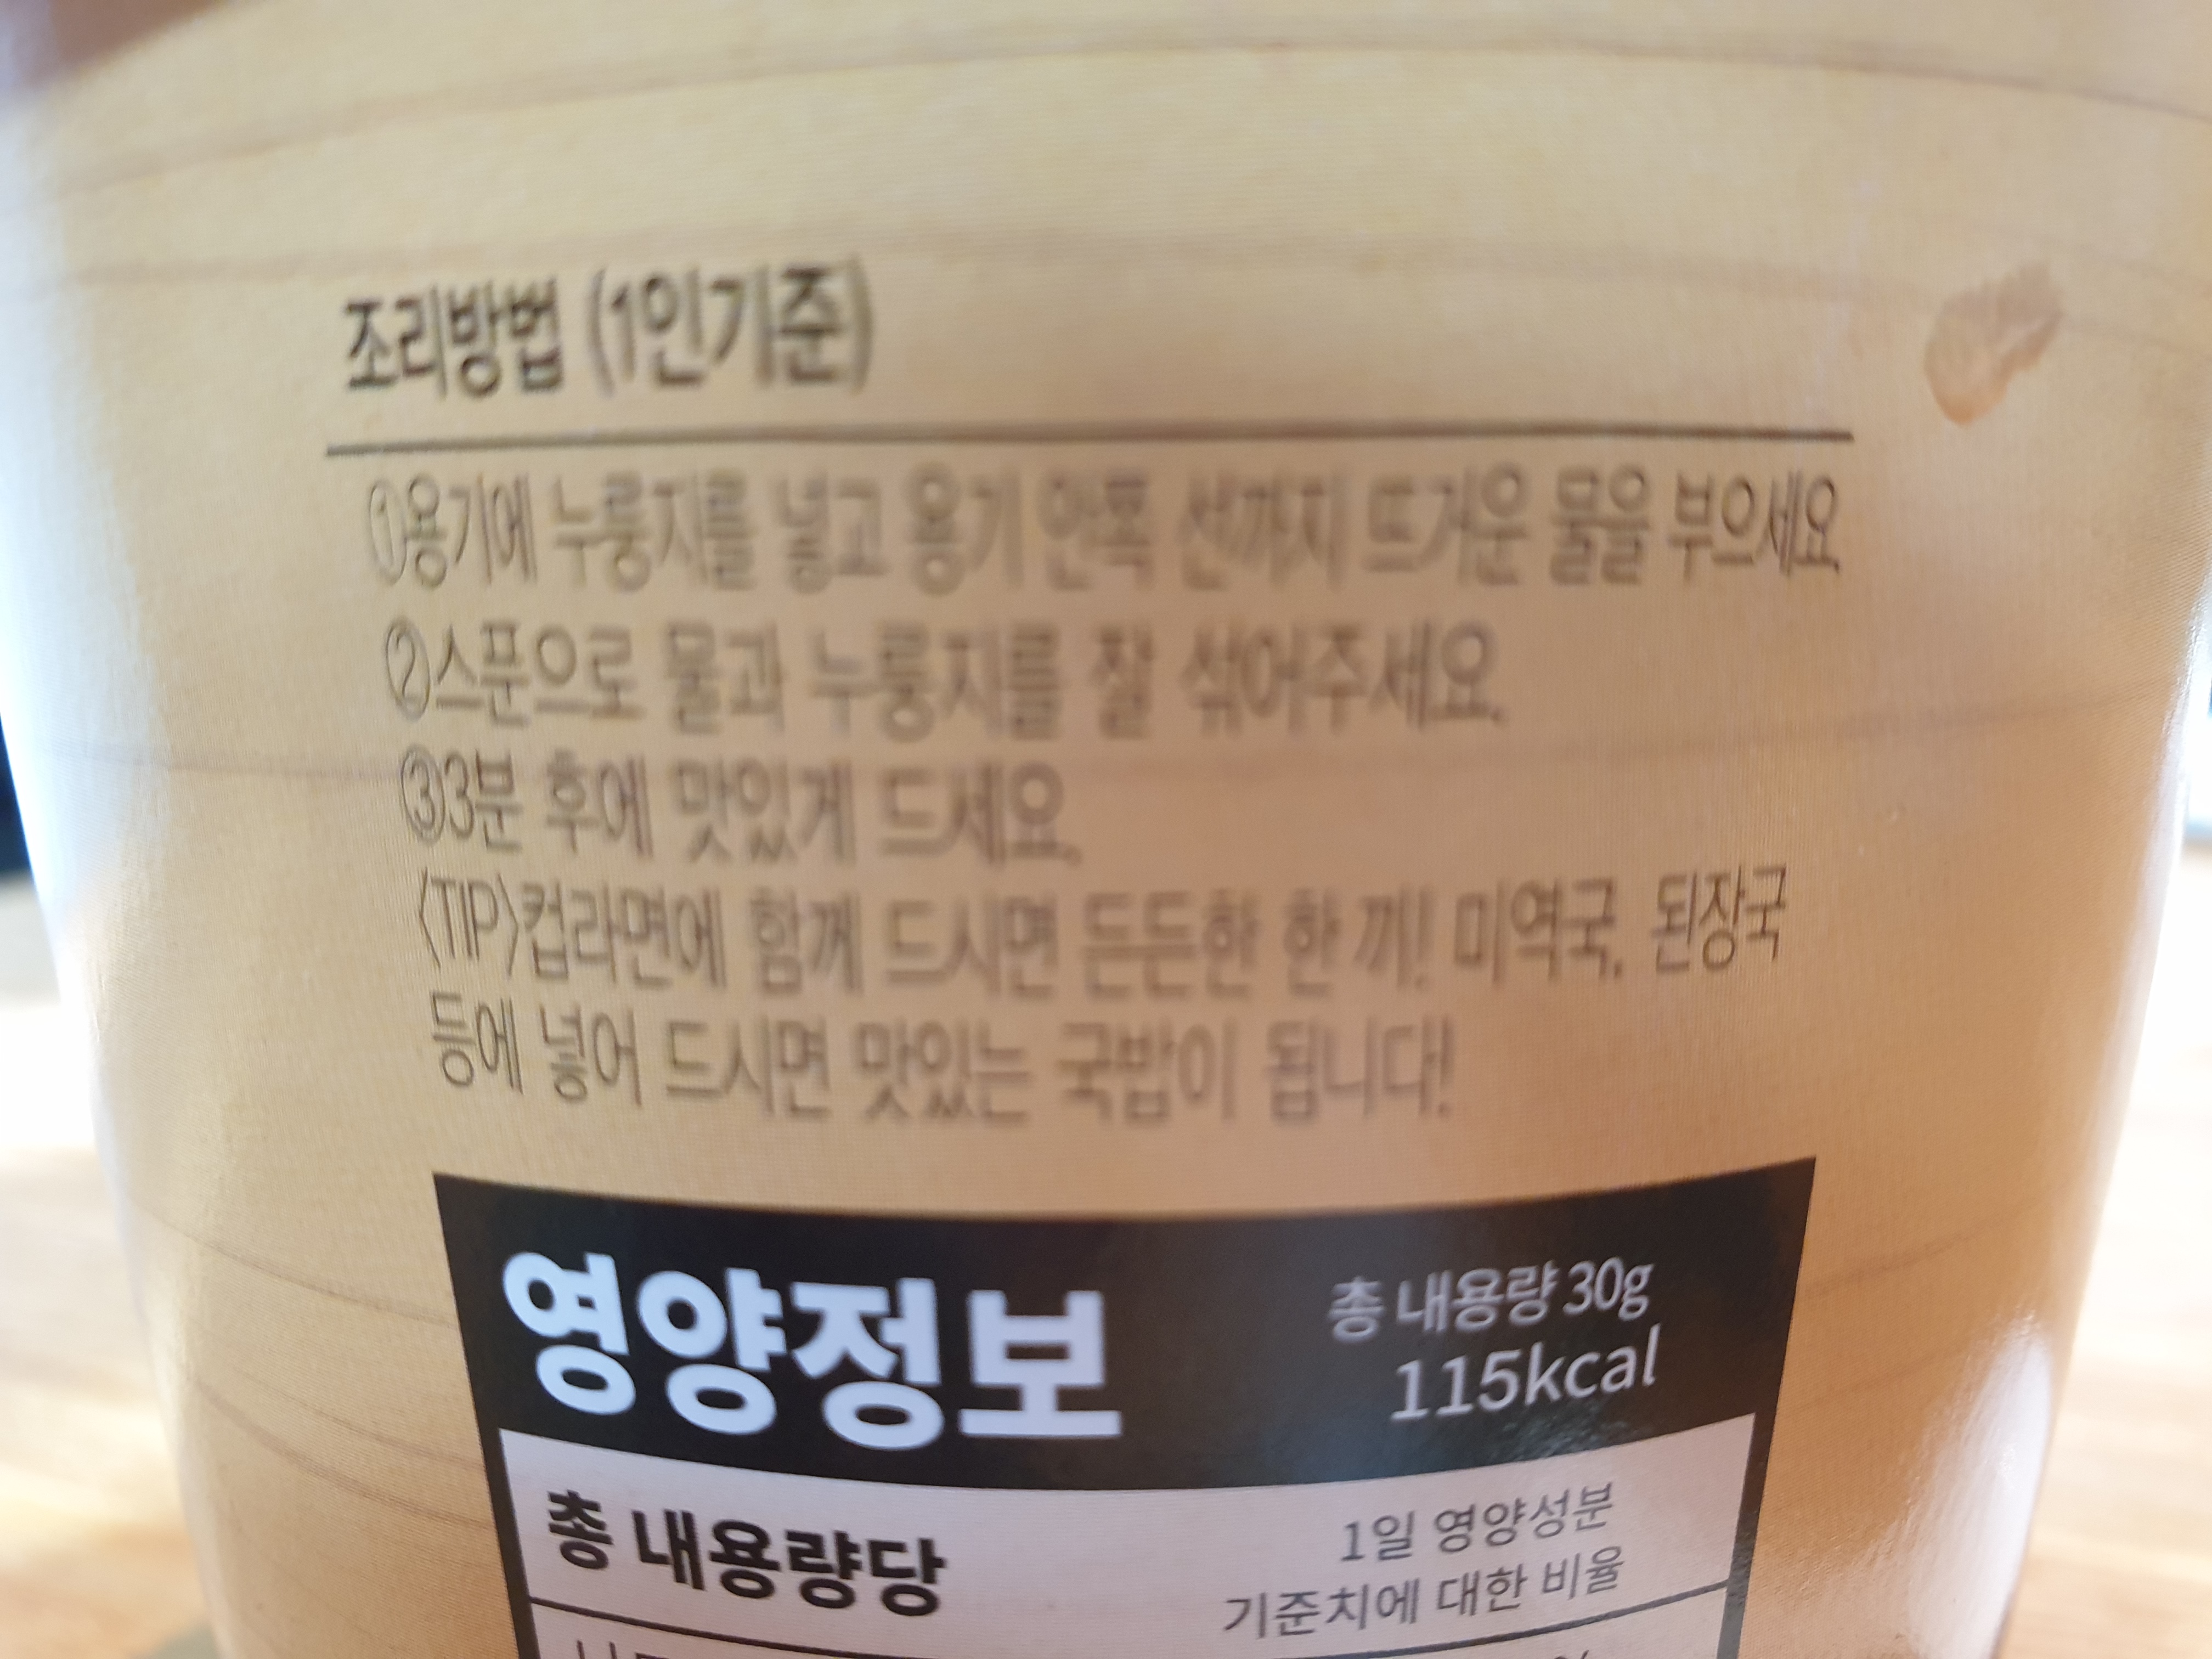 조리방법 (1인기준)
①용기에 누룽지를 넣고 용기 안쪽 선까지 뜨거운 물을 부으세요.
②스푼으로 물과 누룽지를 잘 섞어주세요.
③3분 후에 맛있게 드세요.
〈TIP〉컵라면에 함께 드시면 든든한 한 끼! 미역국, 된장국
등에 넣어 드시면 맛있는 국밥이 됩니다!
영양정보
총 내용량 30g
115kcal
총 내용량당
1일 영양성분
기준치에 대한 비율